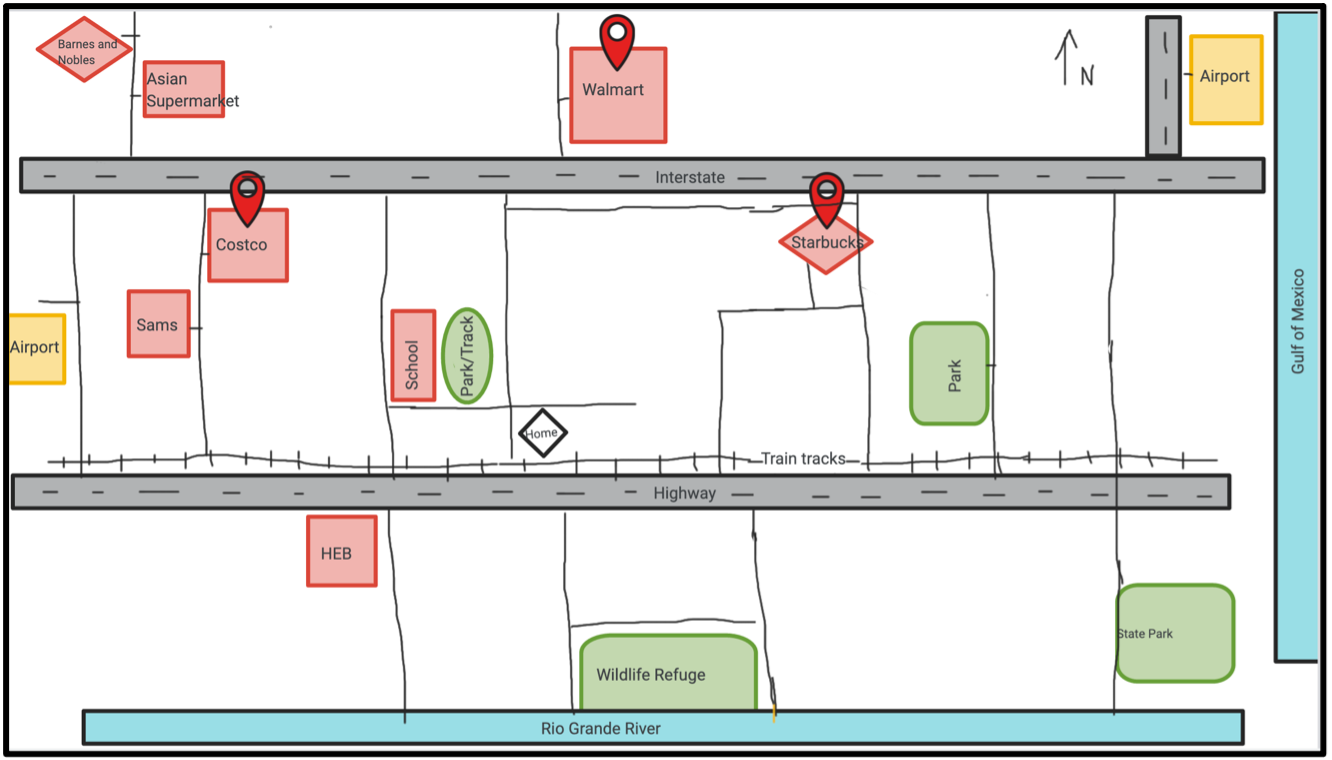 Barnes and
Nobles
Asian
Supermarket
Walmart
N
Airport
Interstate
Costco
Starbucks
Sams
Airport
School
Park/Track
Park
Gulf of Mexico
Home
Train tracks
Highway
HEB
State Park
Wildlife Refuge
Rio Grande River